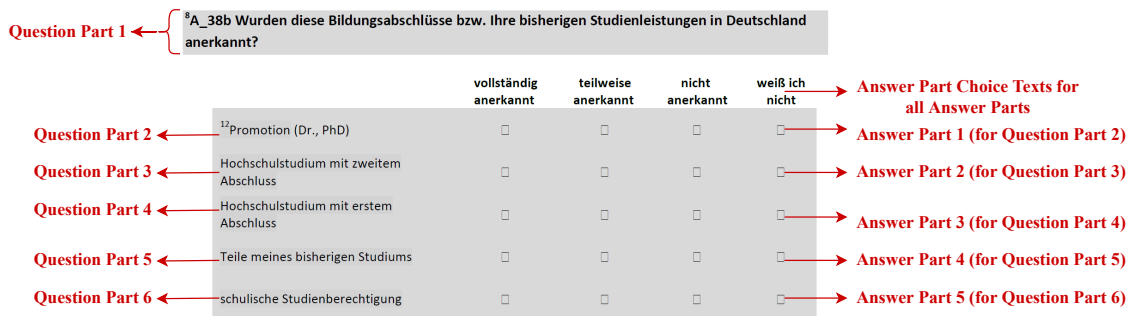 Question Part 1
⁸A_38b Wurden diese Bildungsabschlüsse bzw. Ihre bisherigen Studienleistungen in Deutschland
anerkannt?
vollständig anerkannt
teilweise anerkannt
nicht anerkannt
weiß ich nicht
Answer Part Choice Texts for
all Answer Parts
Question Part 2
¹²Promotion (Dr., PhD)
Answer Part 1 (for Question Part 2)
Question Part 3
Hochschulstudium mit zweitem
Abschluss
Answer Part 2 (for Question Part 3)
Question Part 4
Hochschulstudium mit erstem
Abschluss
Answer Part 3 (for Question Part 4)
Question Part 5
Teile meines bisherigen Studiums
Answer Part 4 (for Question Part 5)
Question Part 6
schulische Studienberechtigung
Answer Part 5 (for Question Part 6)